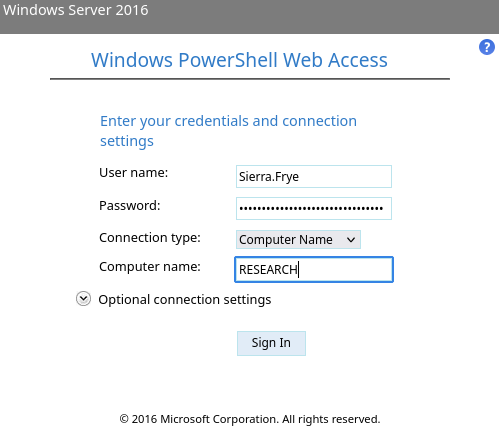 Windows Server 2016
?
Windows PowerShell Web Access
Enter your credentials and connection
settings
User name: Sierra.Frye
Password: ••••••••••••••••••••••••••••••••
Connection type: Computer Name
Computer name: RESEARCH
Optional connection settings
Sign In
© 2016 Microsoft Corporation. All rights reserved.